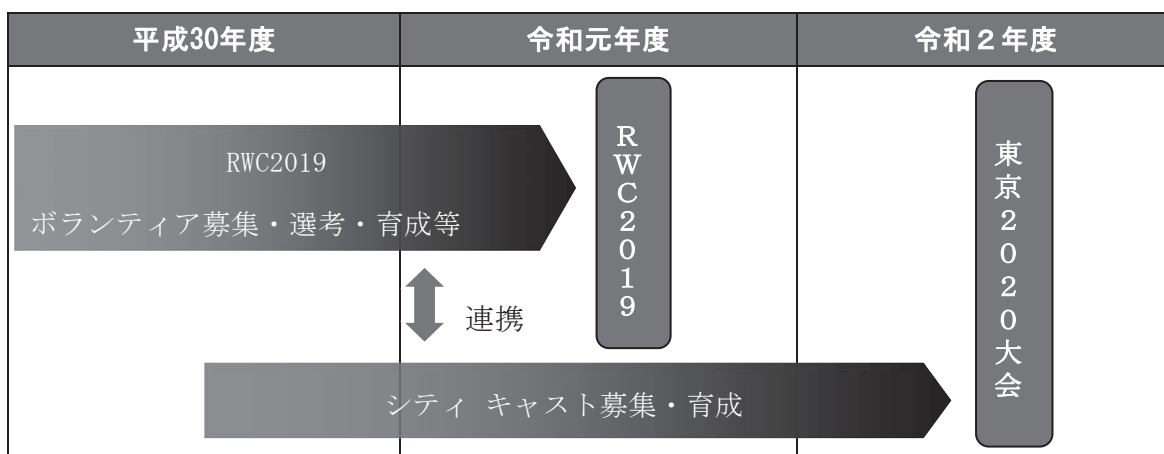 平成30年度
令和元年度
令和２年度
RWC2019
ボランティア募集・選考・育成等
ＲＷＣ２０１９
東京２０２０大会
連携
シティ キャスト募集・育成